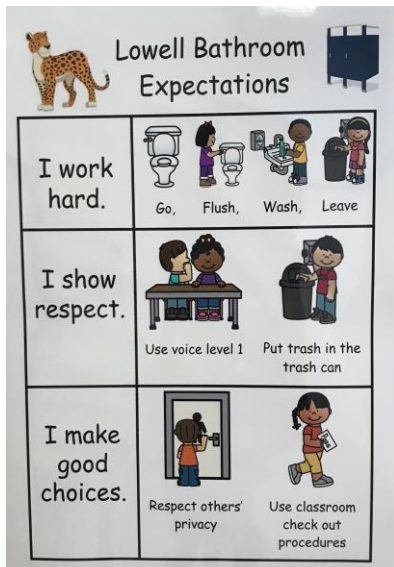 Lowell Bathroom
Expectations
I work
hard.
Go, Flush, Wash, Leave
I show
respect.
Use voice level 1
Put trash in the
trash can
I make
good
choices.
Respect others'
privacy
Use classroom
check out
procedures